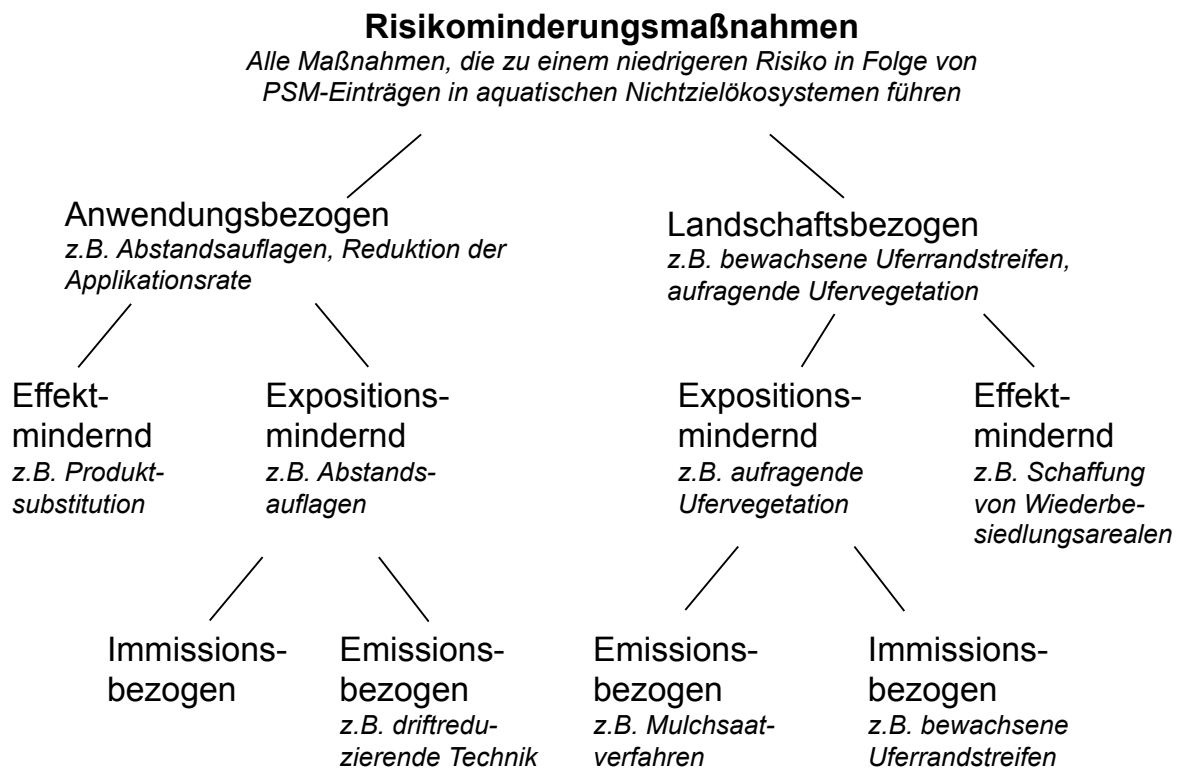 Risikominderungsmaßnahmen
Alle Maßnahmen, die zu einem niedrigeren Risiko in Folge von
PSM-Einträgen in aquatischen Nichtzielökosystemen führen
Anwendungsbezogen
z.B. Abstandsauflagen, Reduktion der
Applikationsrate
Landschaftsbezogen
z.B. bewachsene Uferrandstreifen,
aufragende Ufervegetation
Effekt-
mindernd
z.B. Produkt-
substitution
Expositions-
mindernd
z.B. Abstands-
auflagen
Expositions-
mindernd
z.B. aufragende
Ufervegetation
Effekt-
mindernd
z.B. Schaffung
von Wiederbe-
siedlungsarealen
Immissions-
bezogen
Emissions-
bezogen
z.B. driftredu-
zierende Technik
Emissions-
bezogen
z.B. Mulchsaat-
verfahren
Immissions-
bezogen
z.B. bewachsene
Uferrandstreifen